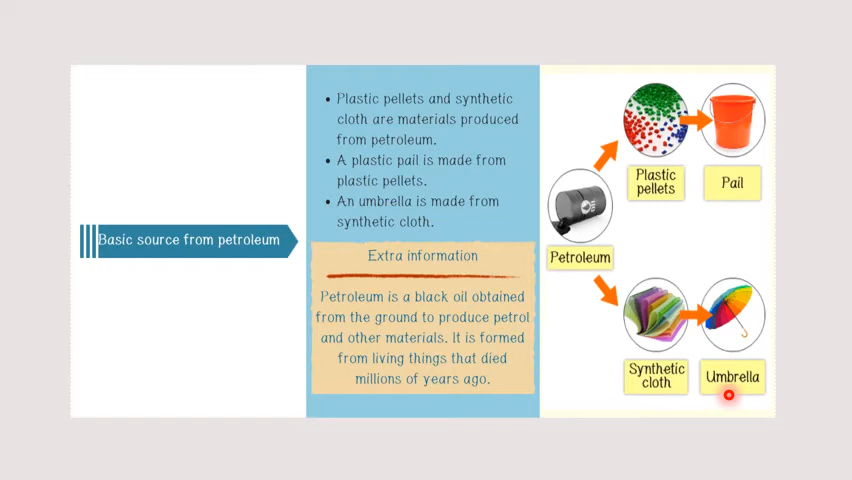 Basic source from petroleum
• Plastic pellets and synthetic
cloth are materials produced
from petroleum.
• A plastic pail is made from
plastic pellets.
• An umbrella is made from
synthetic cloth.
Extra information
Petroleum is a black oil obtained
from the ground to produce petrol
and other materials. It is formed
from living things that died
millions of years ago.
Plastic
pellets
Pail
OIL
Petroleum
Synthetic
cloth
Umbrella